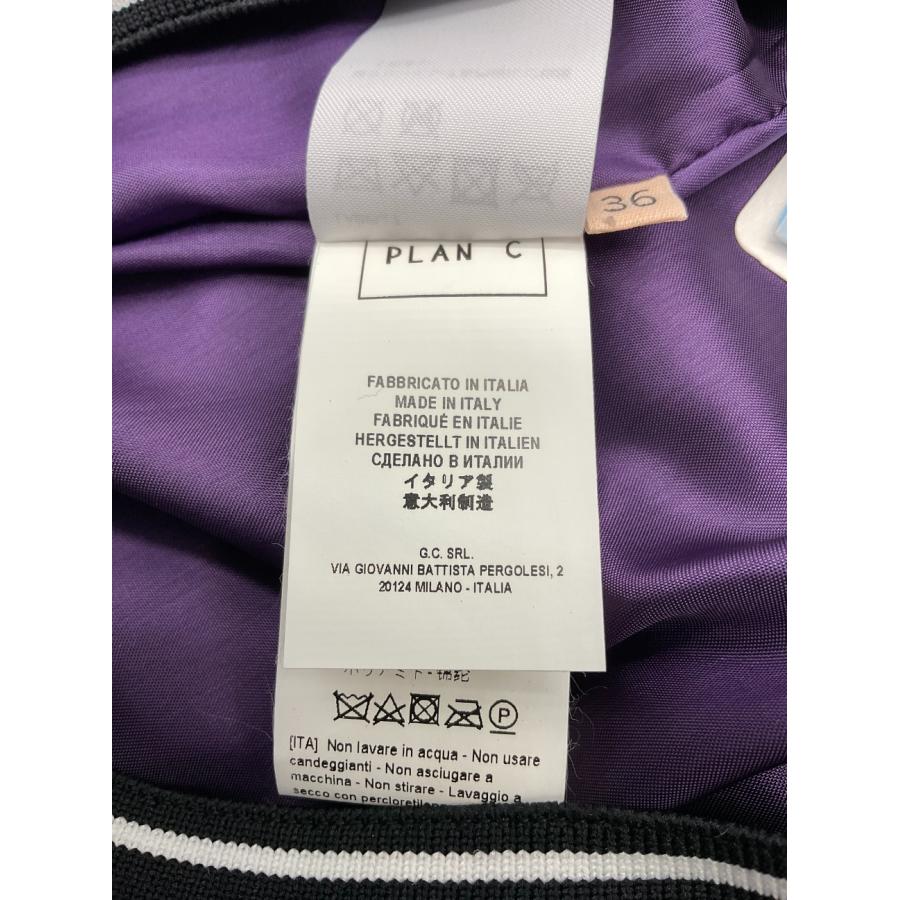 36
PLAN C
FABBRICATO IN ITALIA
MADE IN ITALY
FABRIQUÉ EN ITALIE
HERGESTELLT IN ITALIEN
СДЕЛАНО В ИТАЛИИ
イタリア製
意大利制造
G.C. SRL.
VIA GIOVANNI BATTISTA PERGOLESI, 2
20124 MILANO - ITALIA
P
[ITA] Non lavare in acqua - Non usare
candeggianti - Non asciugare a
macchina - Non stirare - Lavaggio a
secco con